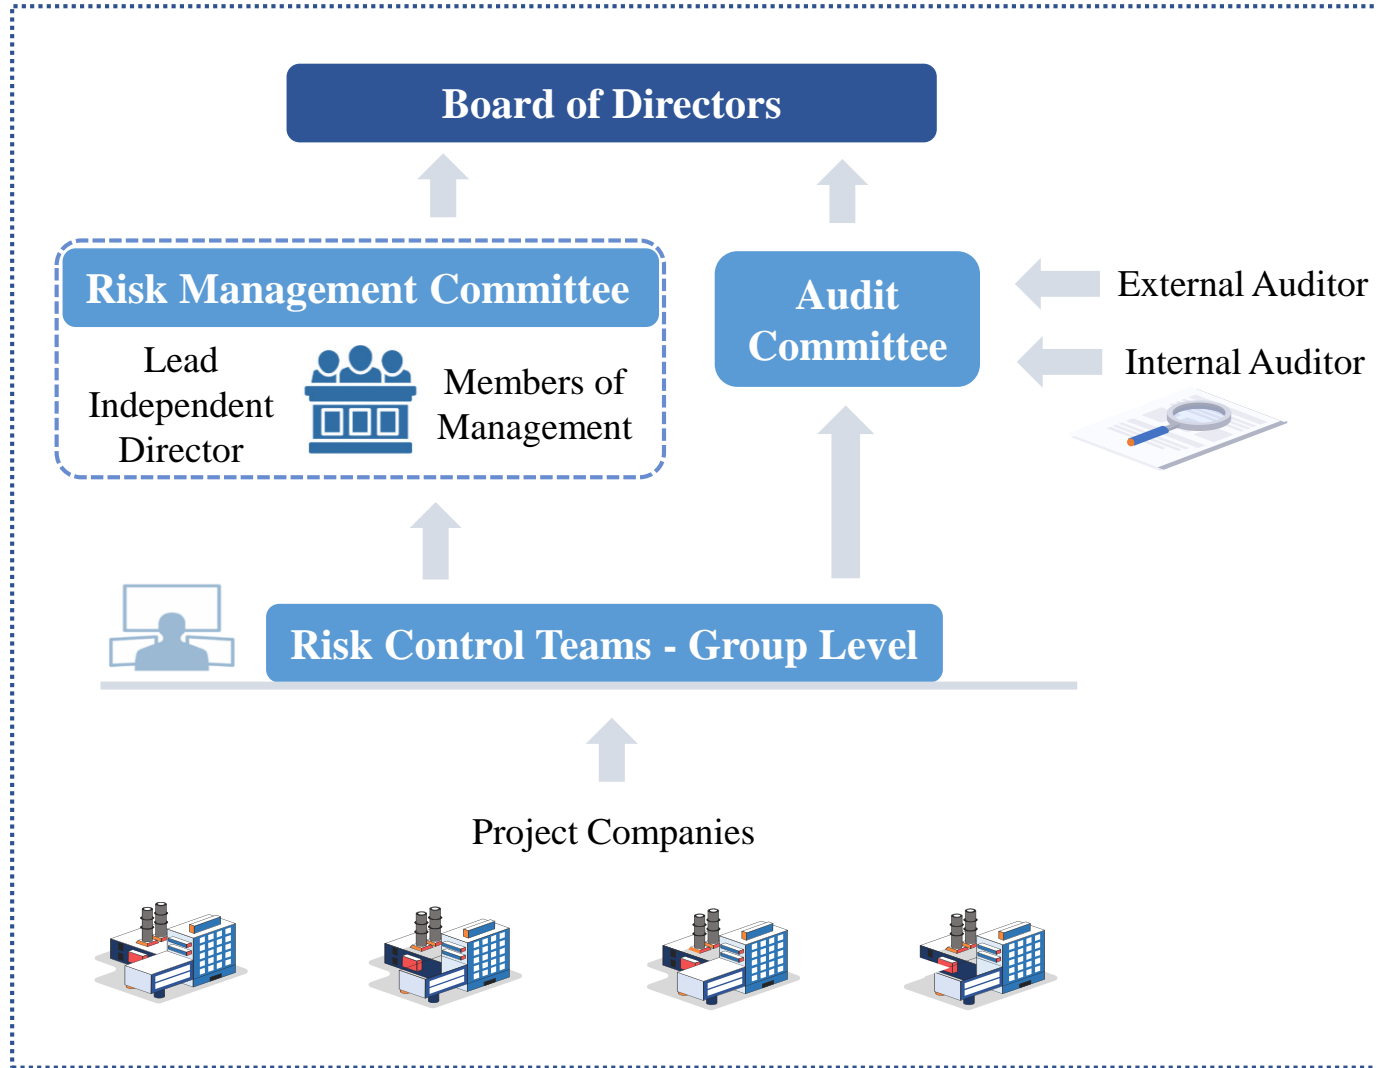 Board of Directors
Risk Management Committee
Lead
Independent
Director
Members of
Management
Audit
Committee
External Auditor
Internal Auditor
Risk Control Teams - Group Level
Project Companies